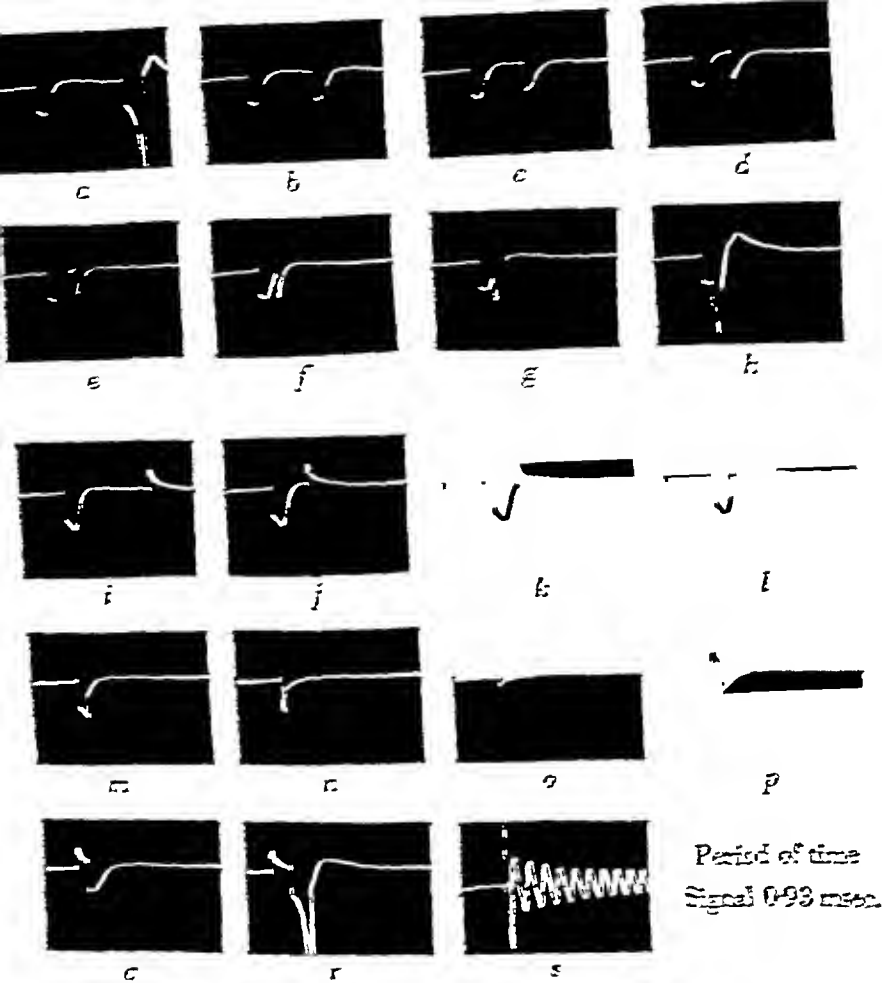 a b c d
e f g h
i j k l
m n o p
Period of time
Signal 0·93 msec.
q r s